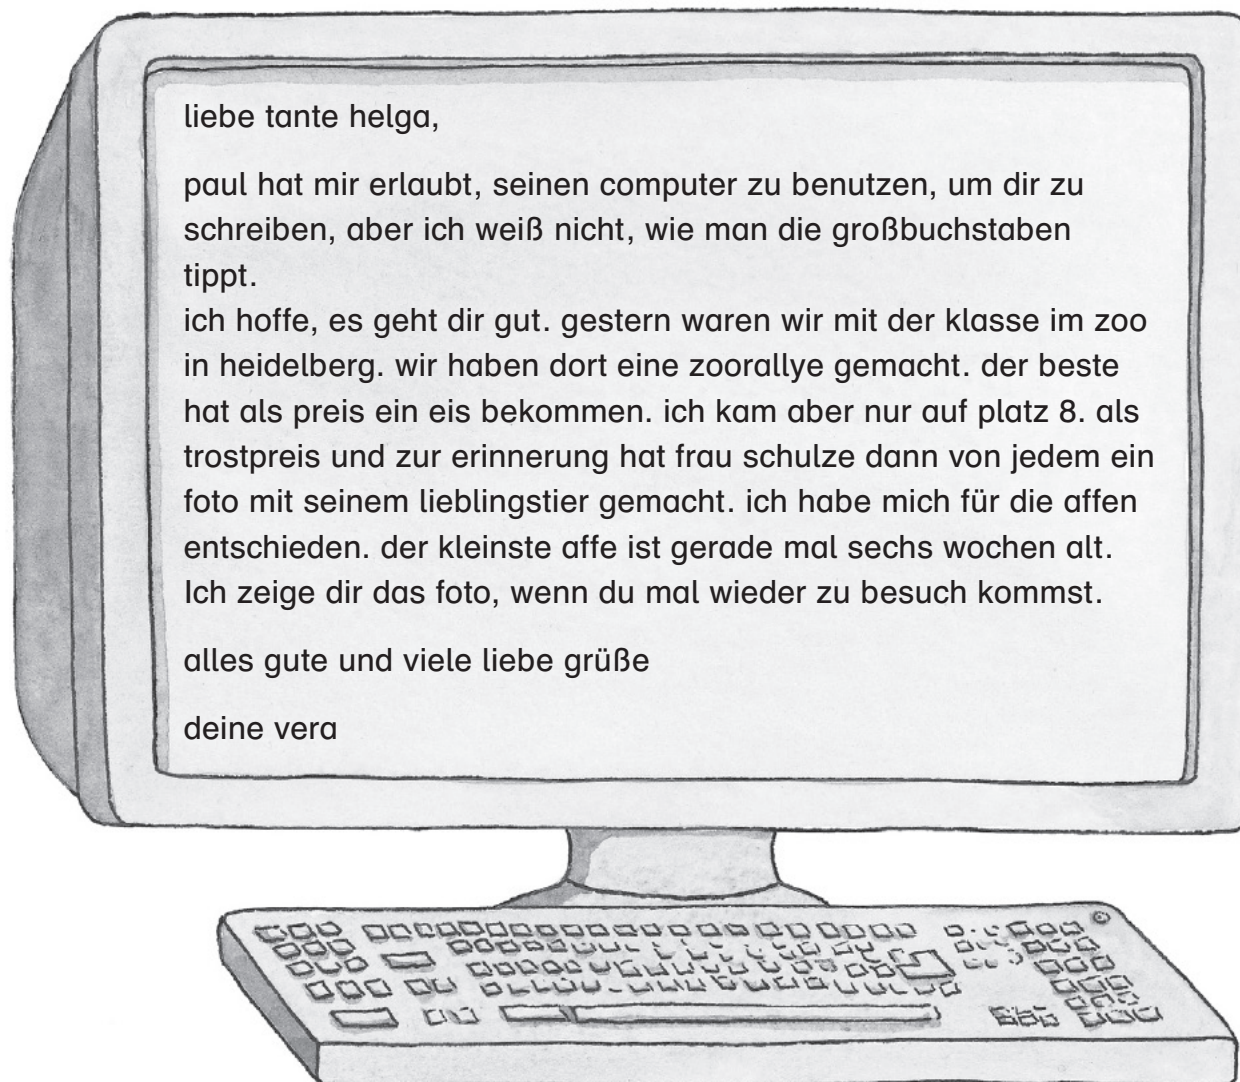 liebe tante helga,
paul hat mir erlaubt, seinen computer zu benutzen, um dir zu
schreiben, aber ich weiß nicht, wie man die großbuchstaben
tippt.
ich hoffe, es geht dir gut. gestern waren wir mit der klasse im zoo
in heidelberg. wir haben dort eine zoorallye gemacht. der beste
hat als preis ein eis bekommen. ich kam aber nur auf platz 8. als
trostpreis und zur erinnerung hat frau schulze dann von jedem ein
foto mit seinem lieblingstier gemacht. ich habe mich für die affen
entschieden. der kleinste affe ist gerade mal sechs wochen alt.
Ich zeige dir das foto, wenn du mal wieder zu besuch kommst.
alles gute und viele liebe grüße
deine vera